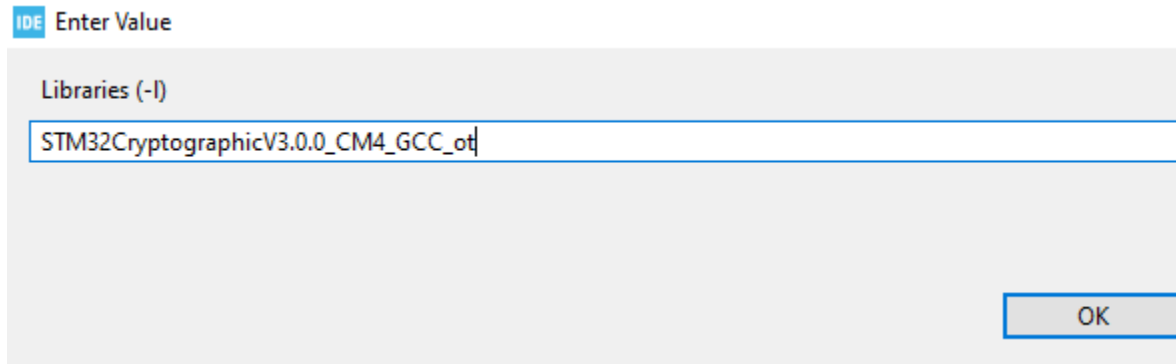 IDE Enter Value
Libraries (-l)
STM32CryptographicV3.0.0_CM4_GCC_ot
OK